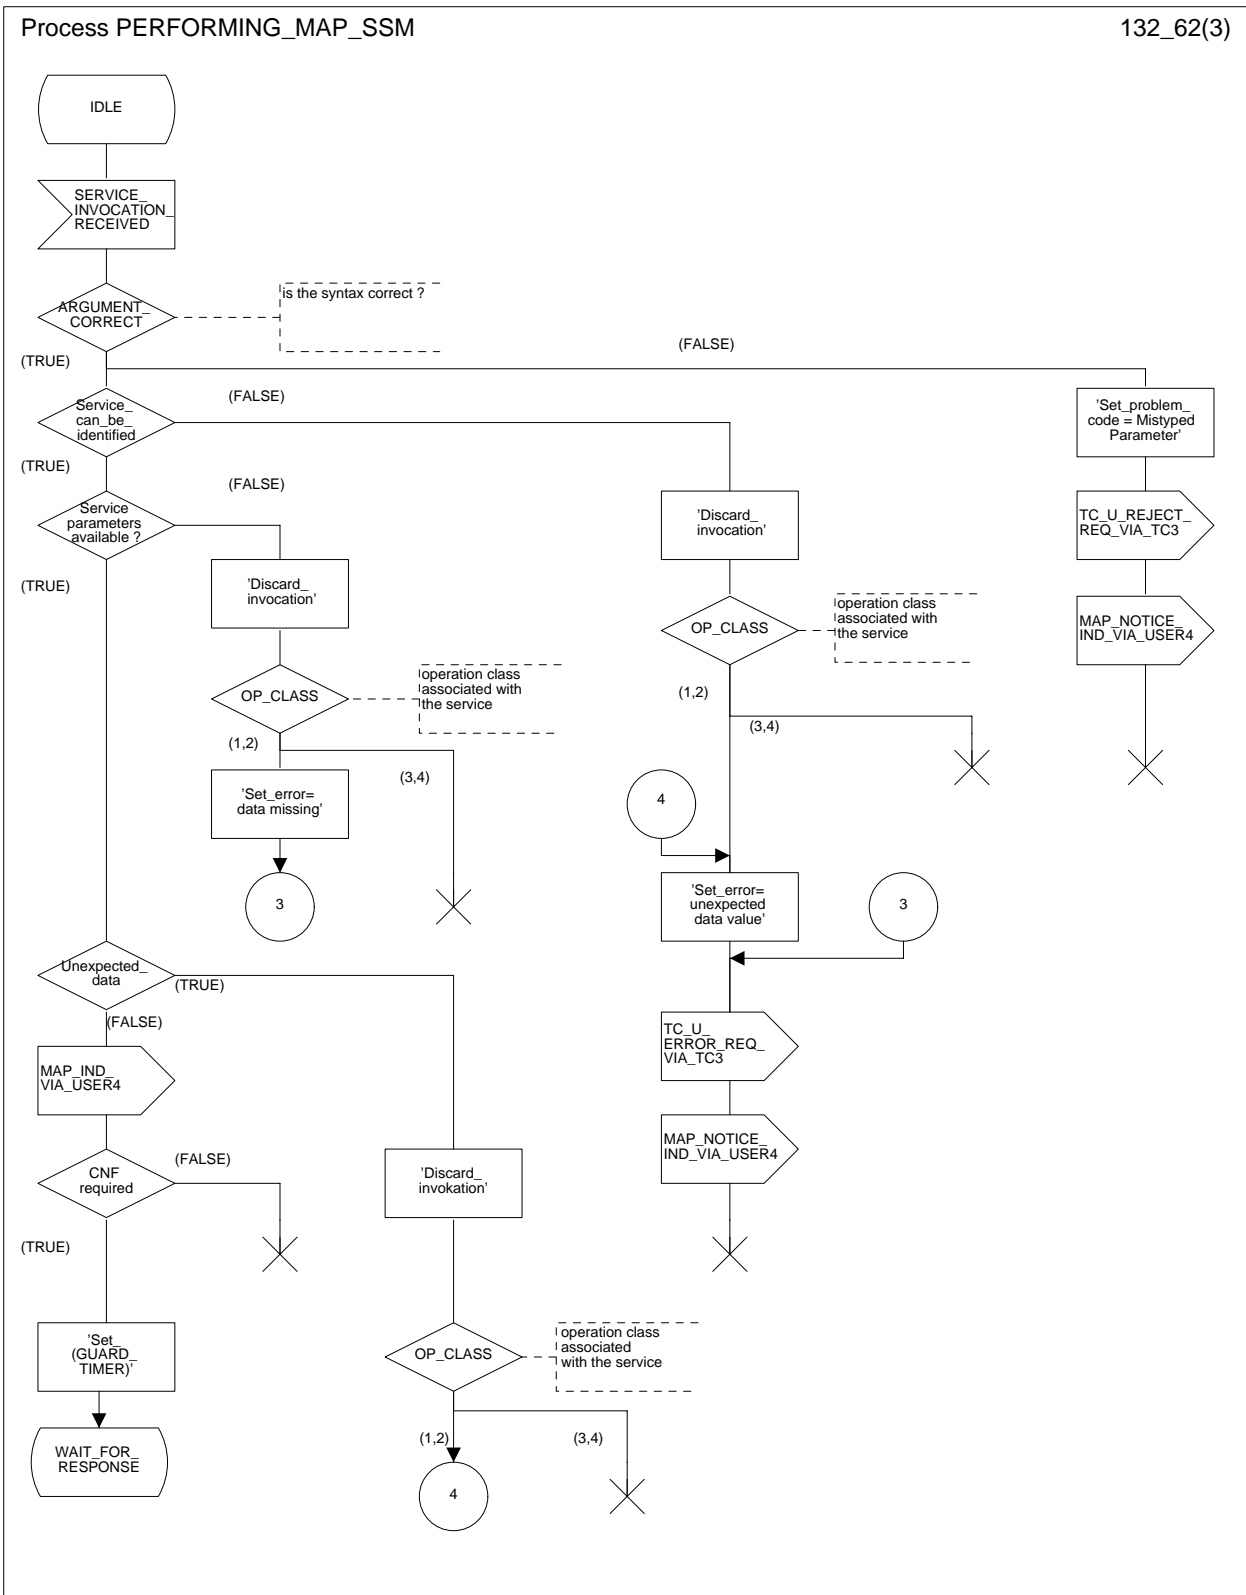 Process PERFORMING_MAP_SSM
132_62(3)
IDLE
SERVICE_
INVOCATION_
RECEIVED
ARGUMENT_
CORRECT
is the syntax correct ?
(TRUE)
(FALSE)
Service_
can_be_
identified
(FALSE)
'Set_problem_
code = Mistyped
Parameter'
(TRUE)
(FALSE)
Service
parameters
available ?
'Discard_
invocation'
TC_U_REJECT_
REQ_VIA_TC3
(TRUE)
'Discard_
invocation'
OP_CLASS
operation class
associated with
the service
MAP_NOTICE_
IND_VIA_USER4
OP_CLASS
operation class
associated with
the service
(1,2)
(3,4)
(1,2)
(3,4)
'Set_error=
data missing'
4
3
'Set_error=
unexpected
data value'
3
Unexpected_
data
(TRUE)
(FALSE)
TC_U_
ERROR_REQ_
VIA_TC3
MAP_IND_
VIA_USER4
MAP_NOTICE_
IND_VIA_USER4
CNF
required
(FALSE)
'Discard_
invokation'
(TRUE)
'Set_
(GUARD_
TIMER)'
OP_CLASS
operation class
associated
with the service
(1,2)
(3,4)
WAIT_FOR_
RESPONSE
4